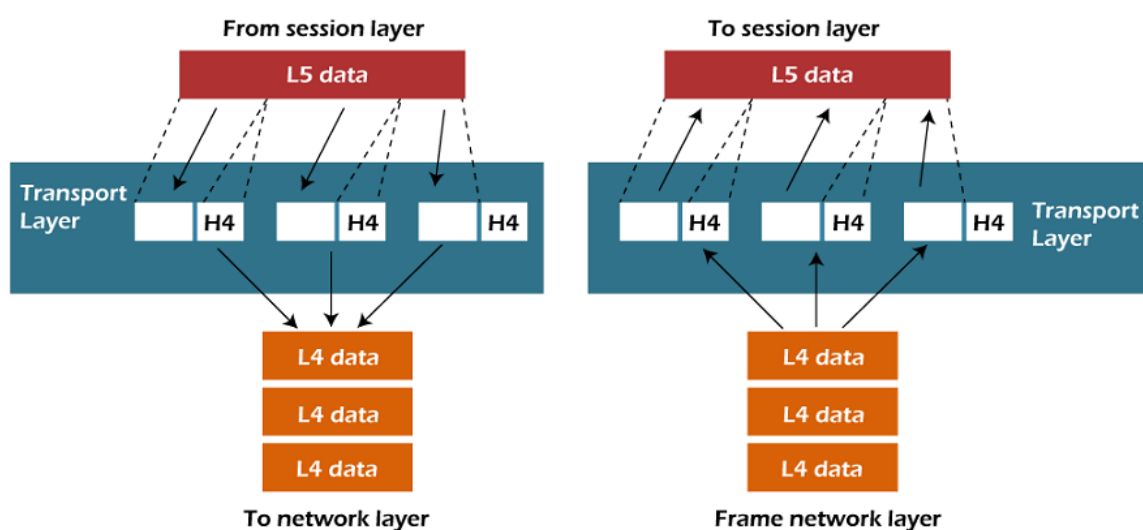 From session layer
L5 data
Transport
Layer
H4
H4
H4
L4 data
L4 data
L4 data
To network layer
To session layer
L5 data
H4
H4
H4
Transport
Layer
L4 data
L4 data
L4 data
Frame network layer